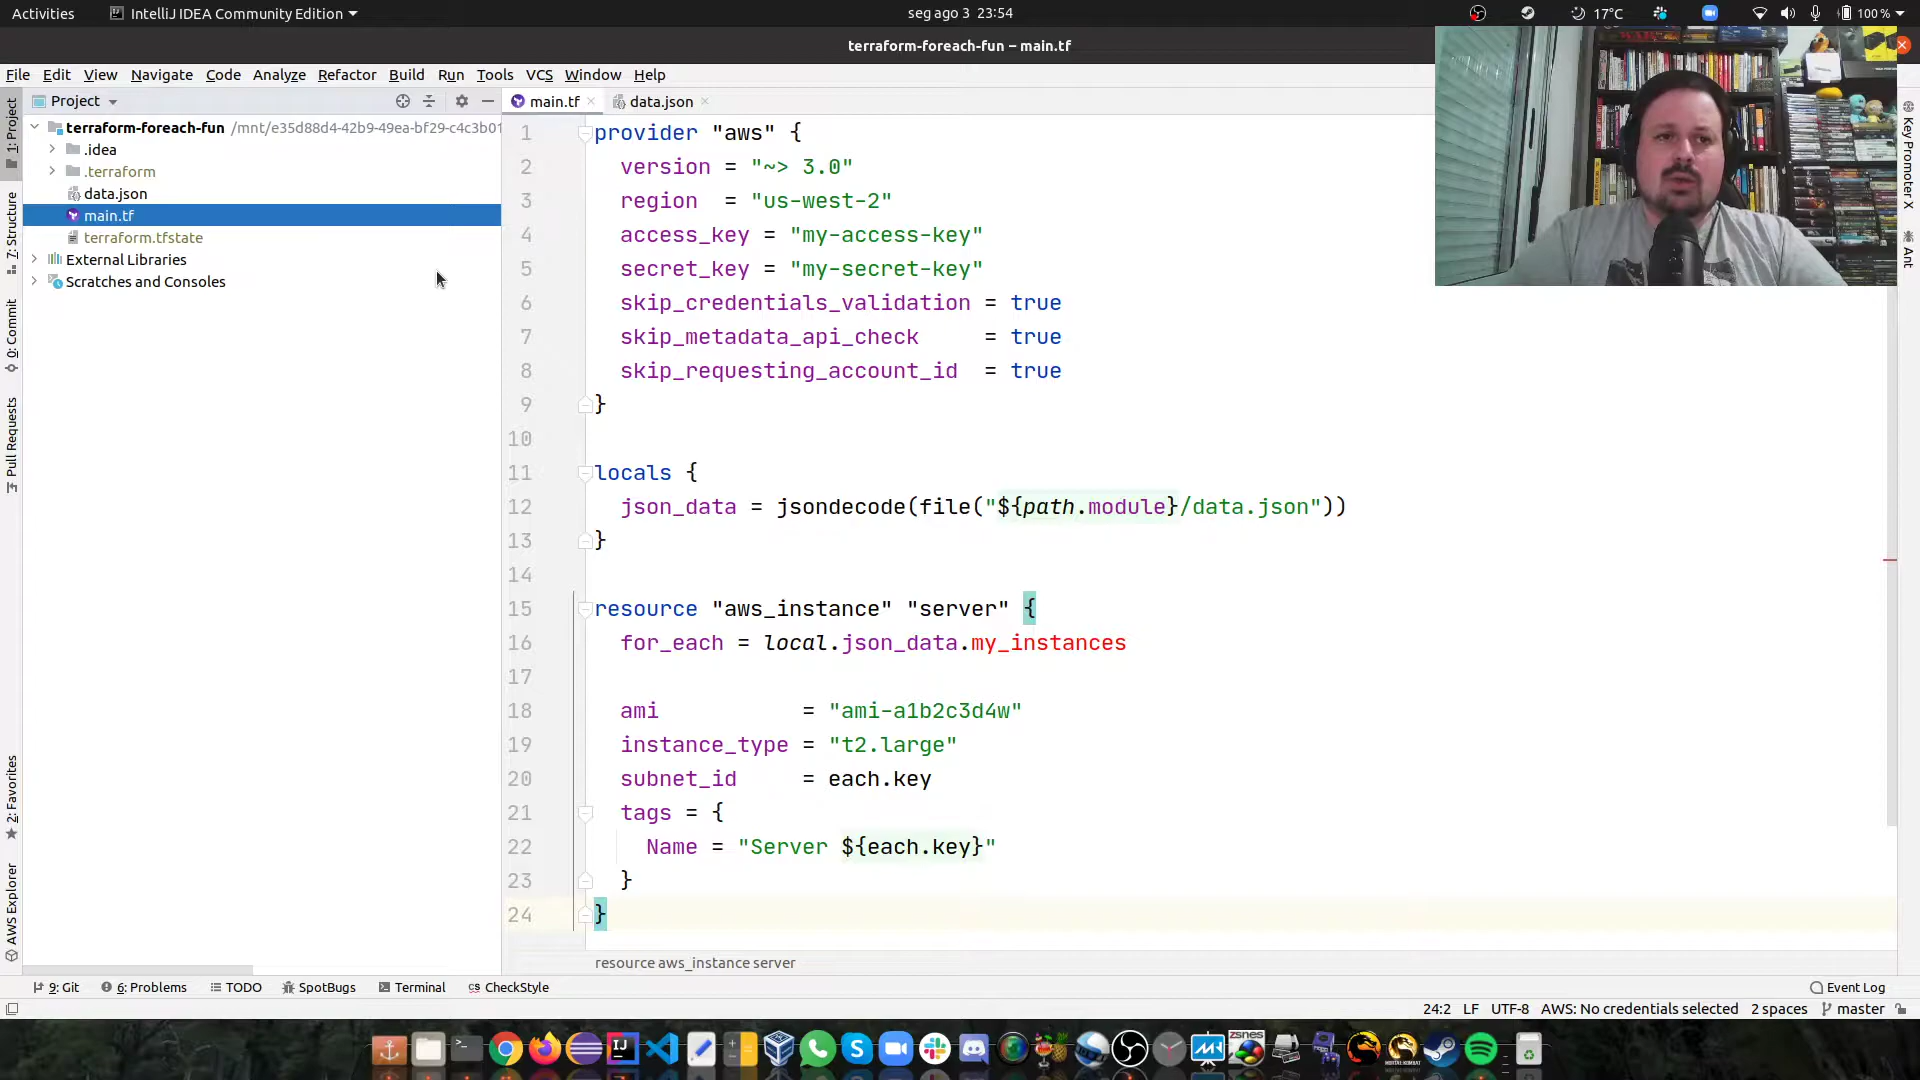 Activities IntelliJ IDEA Community Edition seg ago 3 23:54 17°C 100 %
terraform-foreach-fun – main.tf
File Edit View Navigate Code Analyze Refactor Build Run Tools VCS Window Help
Project main.tf data.json
terraform-foreach-fun /mnt/e35d88d4-42b9-49ea-bf29-c4c3b01
.idea
.terraform
data.json
main.tf
terraform.tfstate
External Libraries
Scratches and Consoles
1: Project
7: Structure
0: Commit
Pull Requests
2: Favorites
AWS Explorer
1 provider "aws" {
2 version = "~> 3.0"
3 region = "us-west-2"
4 access_key = "my-access-key"
5 secret_key = "my-secret-key"
6 skip_credentials_validation = true
7 skip_metadata_api_check = true
8 skip_requesting_account_id = true
9 }
10
11 locals {
12 json_data = jsondecode(file("${path.module}/data.json"))
13 }
14
15 resource "aws_instance" "server" {
16 for_each = local.json_data.my_instances
17
18 ami = "ami-a1b2c3d4w"
19 instance_type = "t2.large"
20 subnet_id = each.key
21 tags = {
22 Name = "Server ${each.key}"
23 }
24 }
resource aws_instance server
Key Promoter X
Ant
9: Git 6: Problems TODO SpotBugs Terminal CheckStyle Event Log
24:2 LF UTF-8 AWS: No credentials selected 2 spaces master